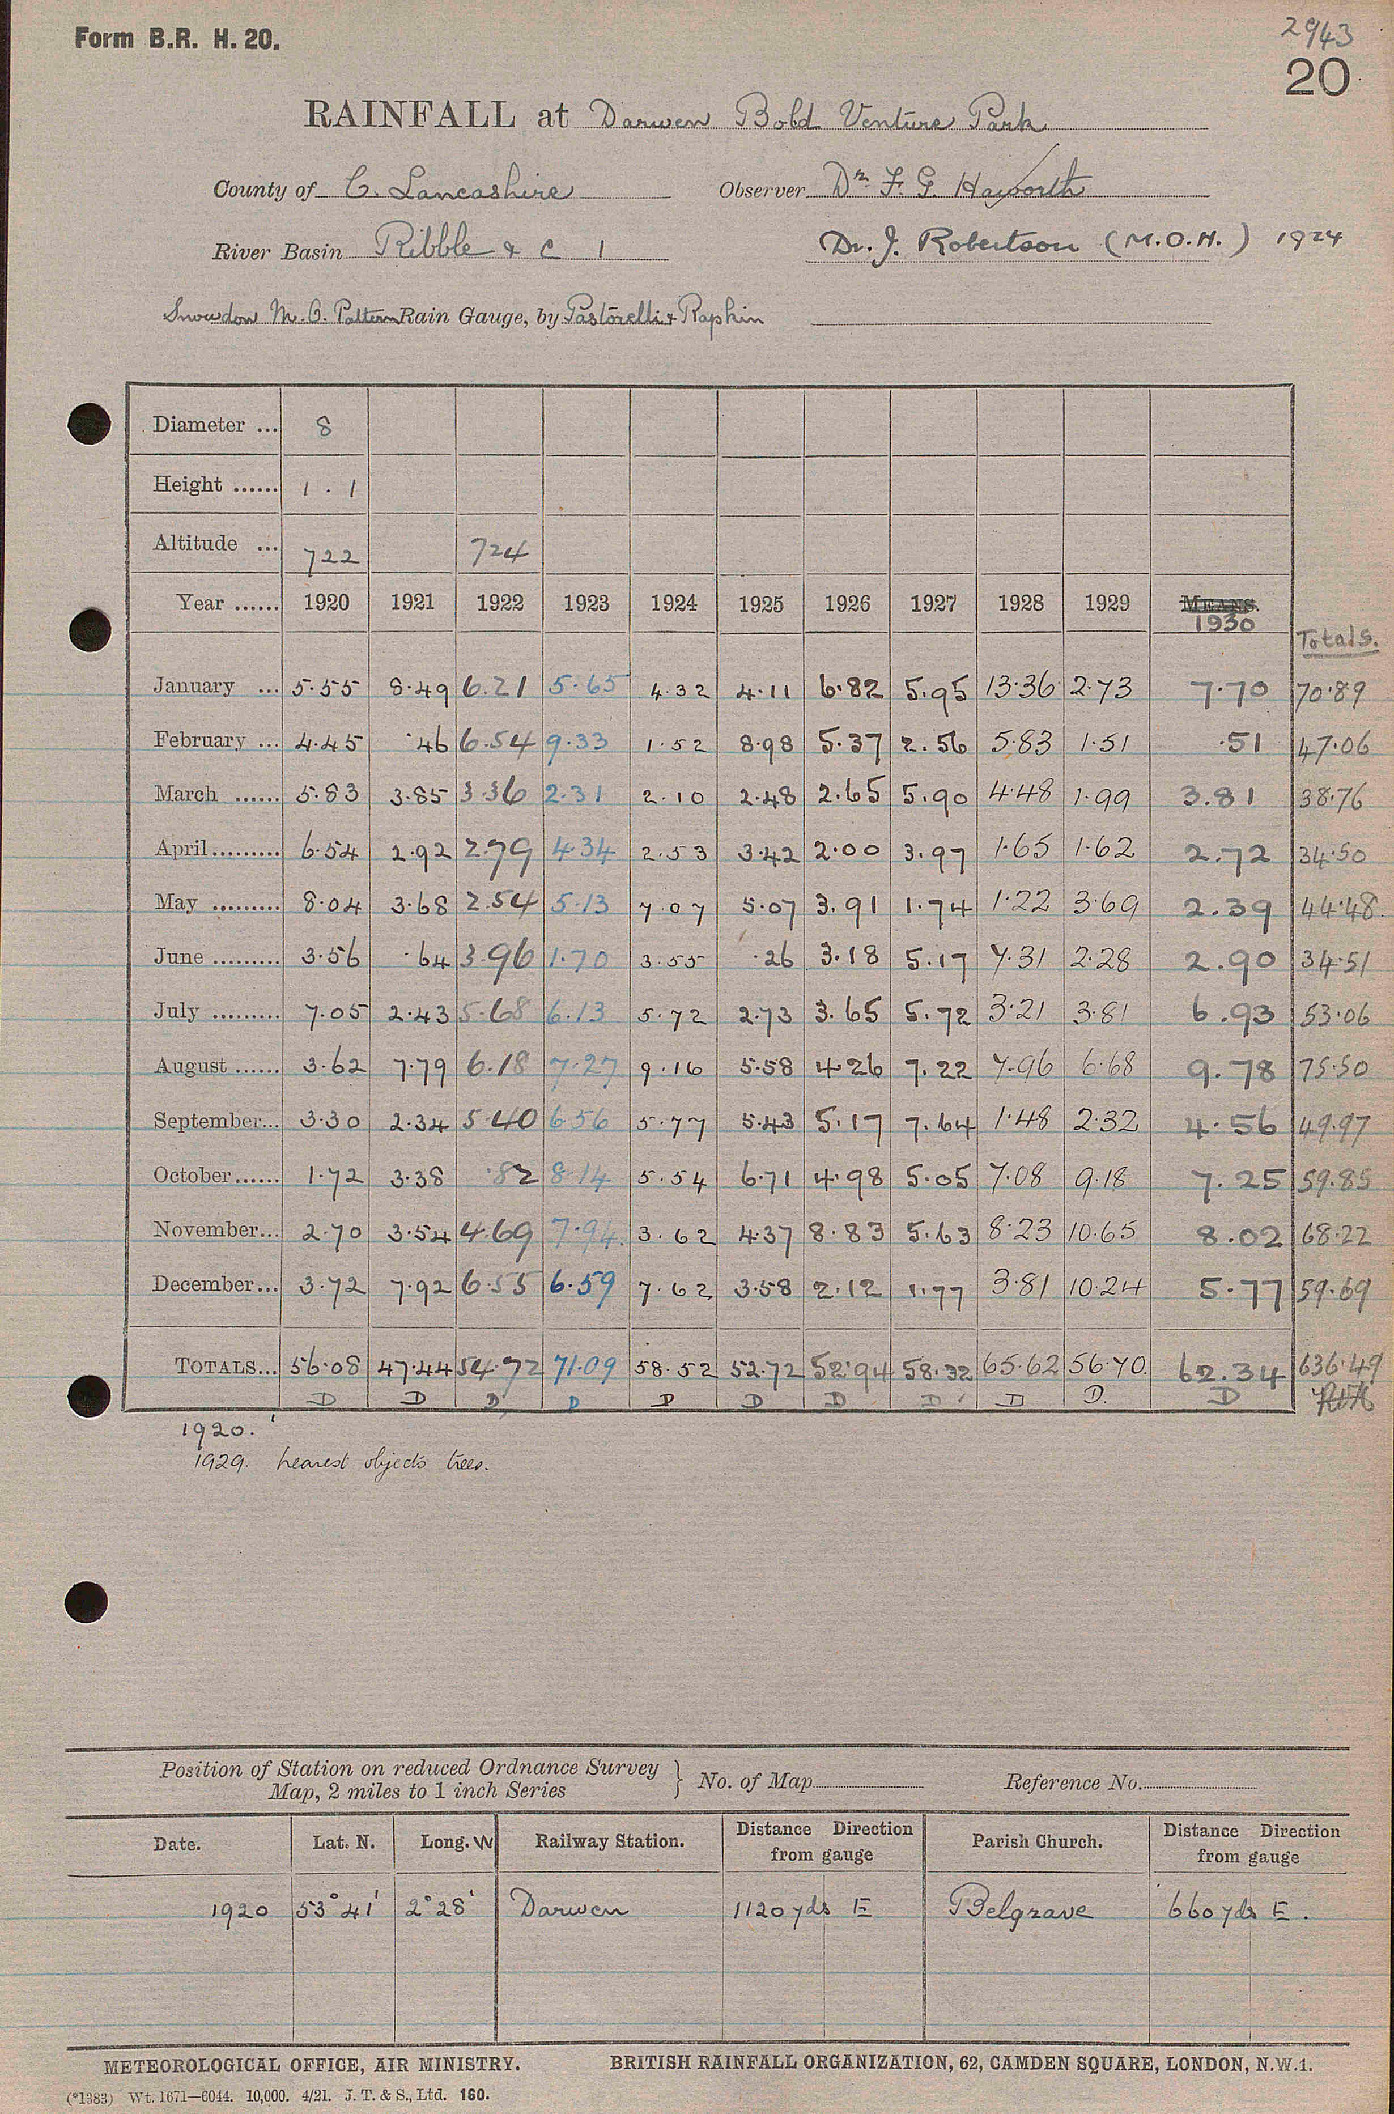 Form B.R. H. 20.
2943
20
RAINFALL at Darwen Bold Venture Park
County of C. Lancashire Observer Dr F. G. Haworth
River Basin Ribble & C 1 Dr. J. Robertson (M.O.H.) 1924
Snowdon M.O. Pattern Rain Gauge, by Pastorelli & Rapkin
Diameter ... 8
Height ...... 1 . 1
Altitude ... 722 724
Year ...... 1920 1921 1922 1923 1924 1925 1926 1927 1928 1929 MEANS.
1930 Totals.
January ... 5.55 8.49 6.21 5.65 4.32 4.11 6.82 5.95 13.36 2.73 7.70 70.89
February ... 4.45 .46 6.54 9.33 1.52 8.98 5.37 2.56 5.83 1.51 .51 47.06
March ...... 5.83 3.85 3.36 2.31 2.10 2.48 2.65 5.90 4.48 1.99 3.81 38.76
April ......... 6.54 2.92 2.79 4.34 2.53 3.42 2.00 3.97 1.65 1.62 2.72 34.50
May ......... 8.04 3.68 2.54 5.13 7.07 5.07 3.91 1.74 1.22 3.69 2.39 44.48
June ......... 3.56 .64 3.96 1.70 3.55 .26 3.18 5.17 7.31 2.28 2.90 34.51
July ......... 7.05 2.43 5.68 6.13 5.72 2.73 3.65 5.72 3.21 3.81 6.93 53.06
August ...... 3.62 7.79 6.18 7.27 9.16 5.58 4.26 7.22 7.96 6.68 9.78 75.50
September... 3.30 2.34 5.40 6.56 5.77 5.43 5.17 7.64 1.48 2.32 4.56 49.97
October ...... 1.72 3.38 .82 8.14 5.54 6.71 4.98 5.05 7.08 9.18 7.25 59.85
November... 2.70 3.54 4.69 7.94 3.62 4.37 8.83 5.63 8.23 10.65 8.02 68.22
December... 3.72 7.92 6.55 6.59 7.62 3.58 2.12 1.77 3.81 10.24 5.77 59.69
TOTALS... 56.08 47.44 54.72 71.09 58.52 52.72 52.94 58.32 65.62 56.70 62.34 636.49
D D D D D D D D D D. D
1920.
1929. nearest objects trees.
Position of Station on reduced Ordnance Survey
Map, 2 miles to 1 inch Series } No. of Map Reference No.
Date. Lat. N. Long. W Railway Station. Distance Direction from gauge Parish Church. Distance Direction from gauge
1920 53° 41' 2° 28' Darwen 1120 yds E Belgrave 660 yds E.
METEOROLOGICAL OFFICE, AIR MINISTRY. BRITISH RAINFALL ORGANIZATION, 62, CAMDEN SQUARE, LONDON, N.W.1.
(*1983) Wt. 1671—6044. 10,000. 4/21. J. T. & S., Ltd. 160.